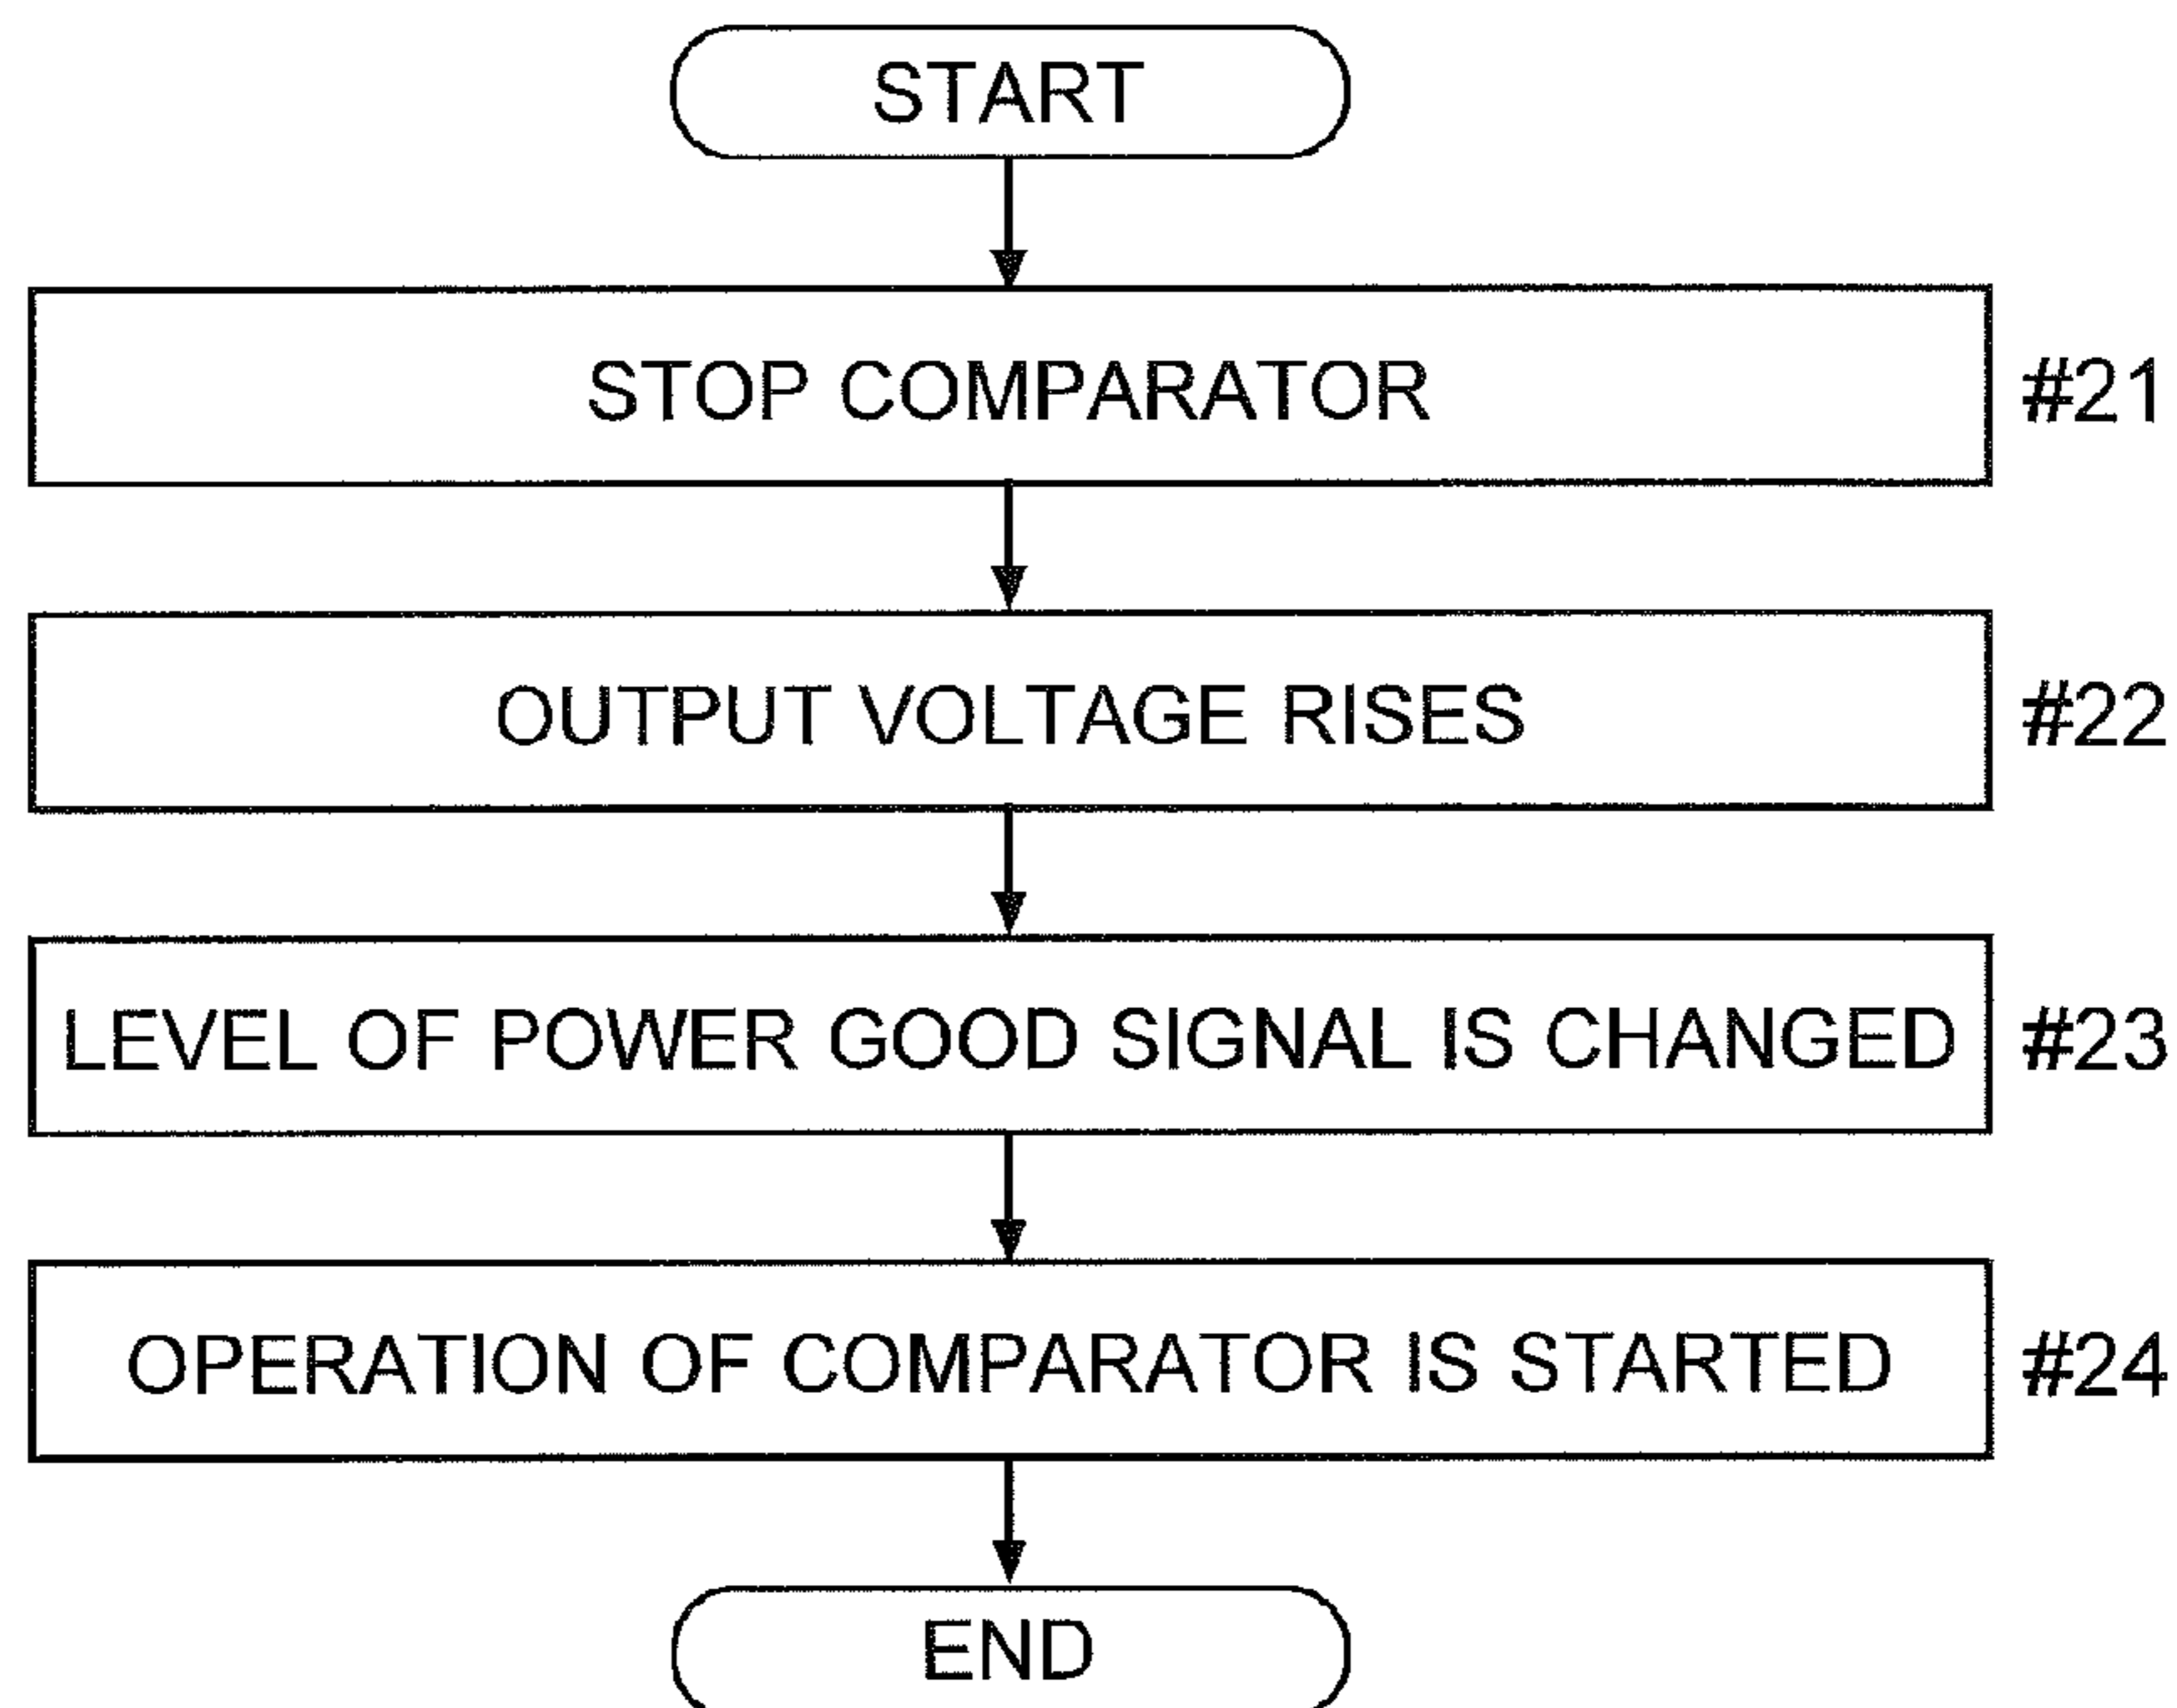 START
STOP COMPARATOR #21
OUTPUT VOLTAGE RISES #22
LEVEL OF POWER GOOD SIGNAL IS CHANGED #23
OPERATION OF COMPARATOR IS STARTED #24
END